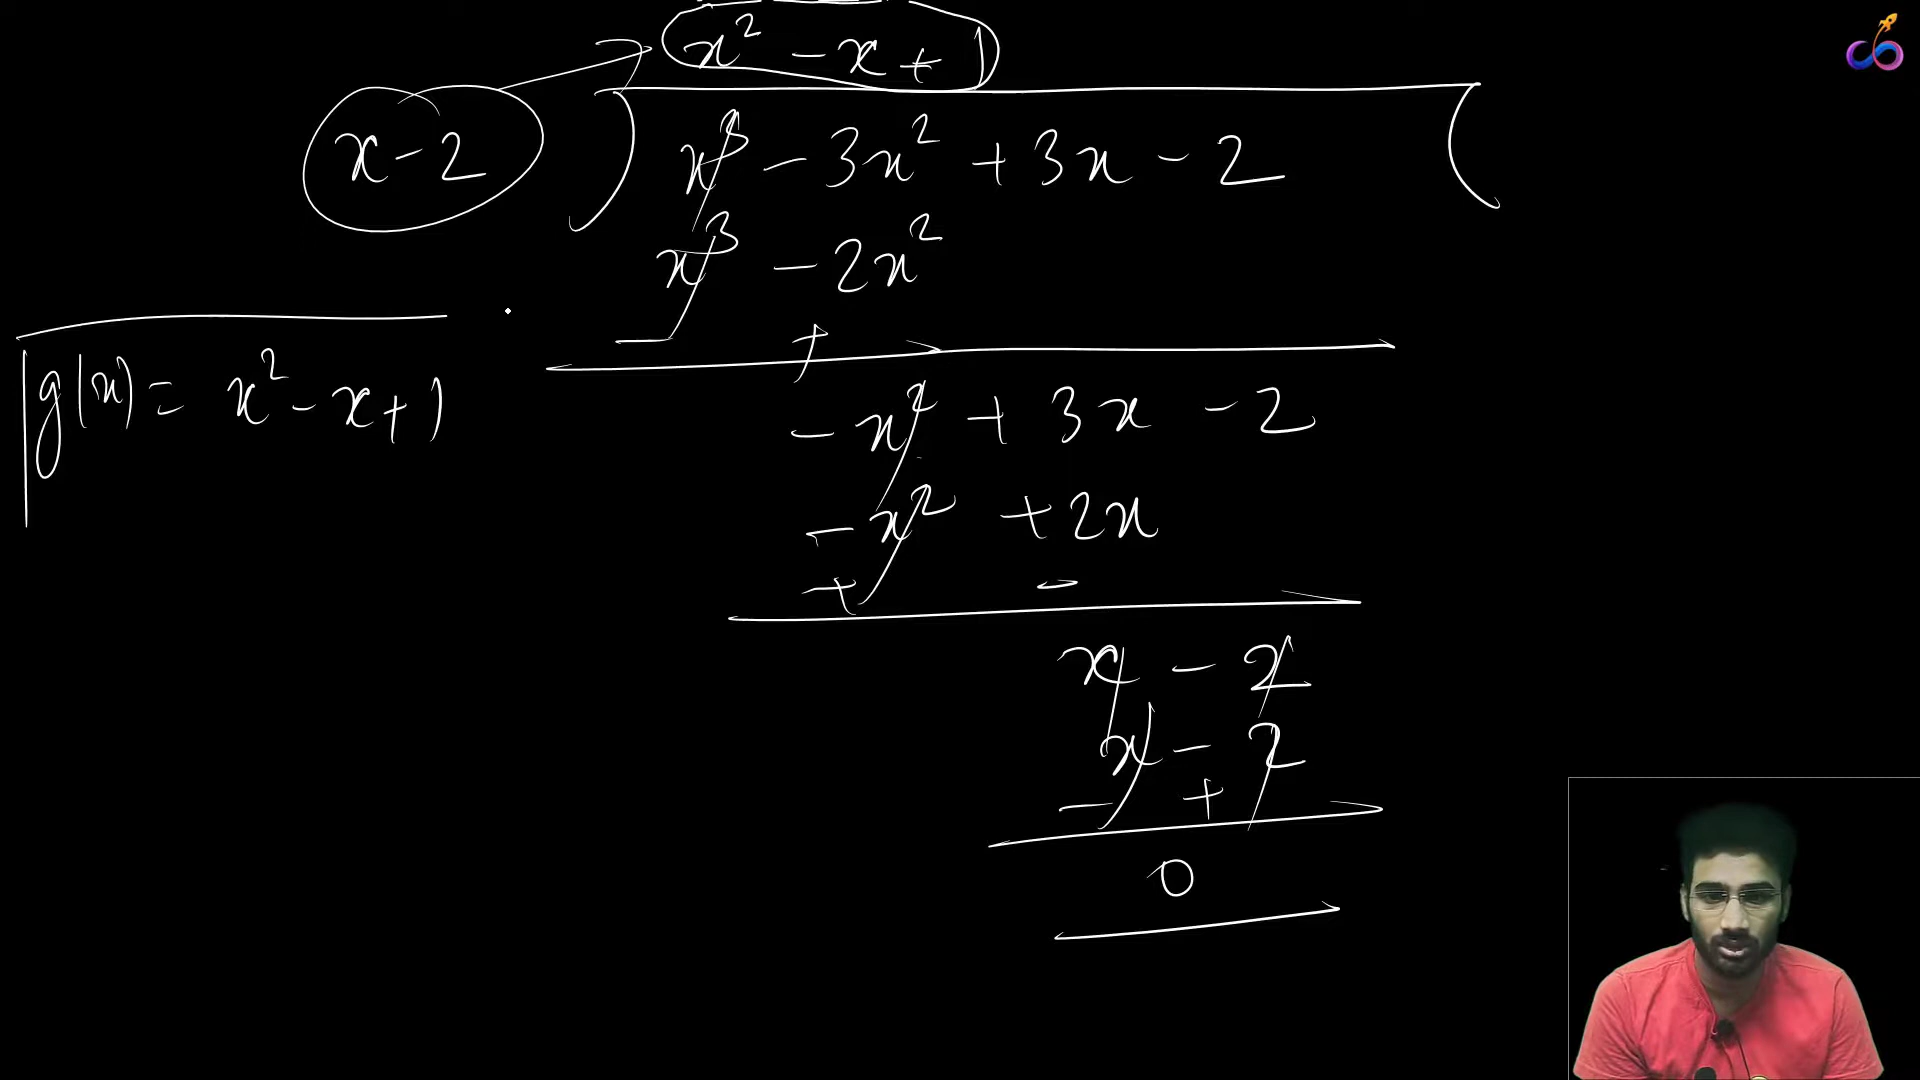 x² - x + 1
x - 2 ) x³ - 3x² + 3x - 2 (
x³ - 2x²
- +
g(x) = x² - x + 1
- x² + 3x - 2
- x² + 2x
+ -
x - 2
x - 2
- +
0